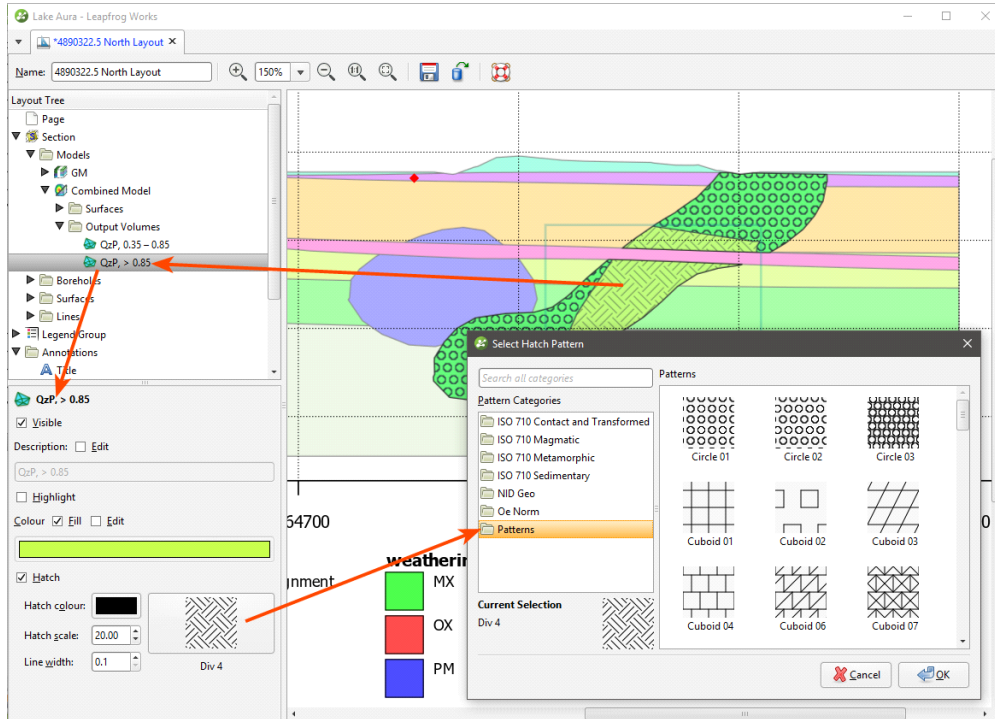 Lake Aura - Leapfrog Works
*4890322.5 North Layout
Name: 4890322.5 North Layout
150%
Layout Tree
Page
Section
Models
GM
Combined Model
Surfaces
Output Volumes
QzP, 0.35 – 0.85
QzP, > 0.85
Boreholes
Surfaces
Lines
Legend Group
Annotations
Title
QzP, > 0.85
Visible
Description: Edit
QzP, > 0.85
Highlight
Colour Fill Edit
Hatch
Hatch colour:
Hatch scale: 20.00
Line width: 0.1
Div 4
64700
weatherin
gnment
MX
OX
PM
Select Hatch Pattern
Search all categories
Pattern Categories
ISO 710 Contact and Transformed
ISO 710 Magmatic
ISO 710 Metamorphic
ISO 710 Sedimentary
NID Geo
Oe Norm
Patterns
Current Selection
Div 4
Patterns
Circle 01 Circle 02 Circle 03
Cuboid 01 Cuboid 02 Cuboid 03
Cuboid 04 Cuboid 06 Cuboid 07
Cancel OK
0